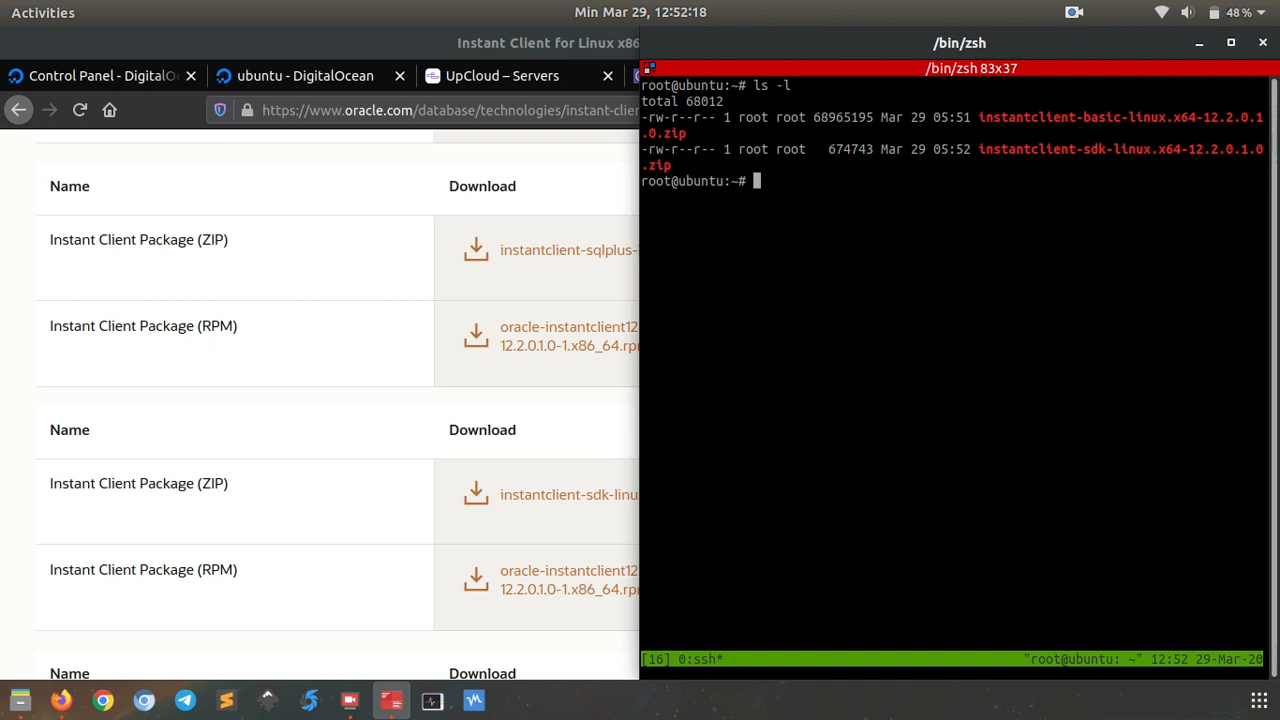 Activities
Min Mar 29, 12:52:18
48 %
Instant Client for Linux x86
/bin/zsh
Control Panel - DigitalO
ubuntu - DigitalOcean
UpCloud – Servers
/bin/zsh 83x37
https://www.oracle.com/database/technologies/instant-clie
Name
Download
Instant Client Package (ZIP)
instantclient-sqlplus-
Instant Client Package (RPM)
oracle-instantclient12
12.2.0.1.0-1.x86_64.rpm
Name
Download
Instant Client Package (ZIP)
instantclient-sdk-linu
Instant Client Package (RPM)
oracle-instantclient12
12.2.0.1.0-1.x86_64.rpm
Name
Download
root@ubuntu:~# ls -l
total 68012
-rw-r--r-- 1 root root 68965195 Mar 29 05:51 instantclient-basic-linux.x64-12.2.0.1
.0.zip
-rw-r--r-- 1 root root   674743 Mar 29 05:52 instantclient-sdk-linux.x64-12.2.0.1.0
.zip
root@ubuntu:~#
[16] 0:ssh*
"root@ubuntu: ~" 12:52 29-Mar-20